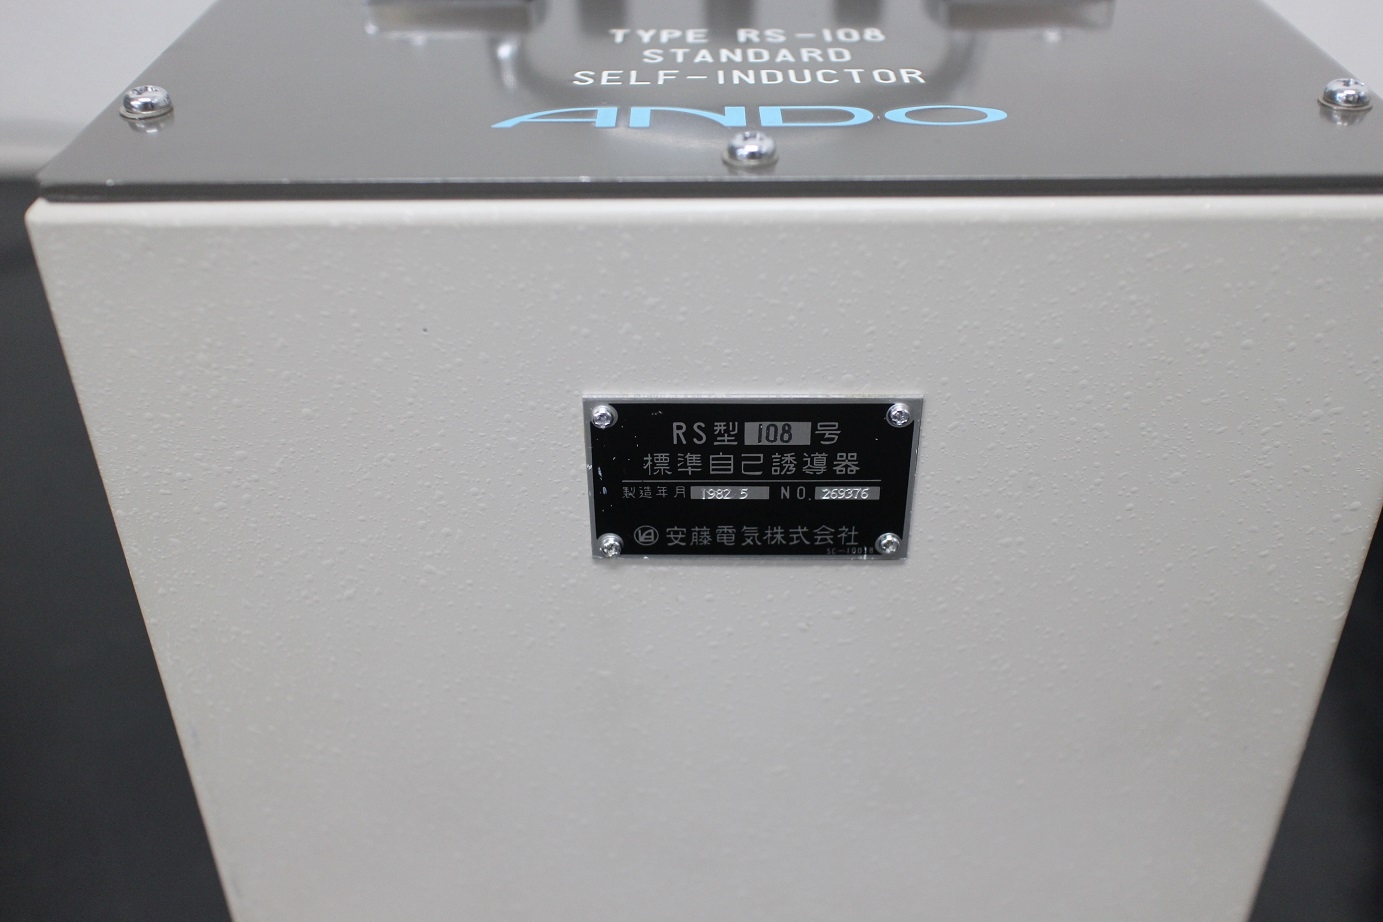 TYPE RS-108
STANDARD
SELF-INDUCTOR
ANDO
RS型 108 号
標準自己誘導器
製造年月 1982 5 NO. 269376
安藤電気株式会社